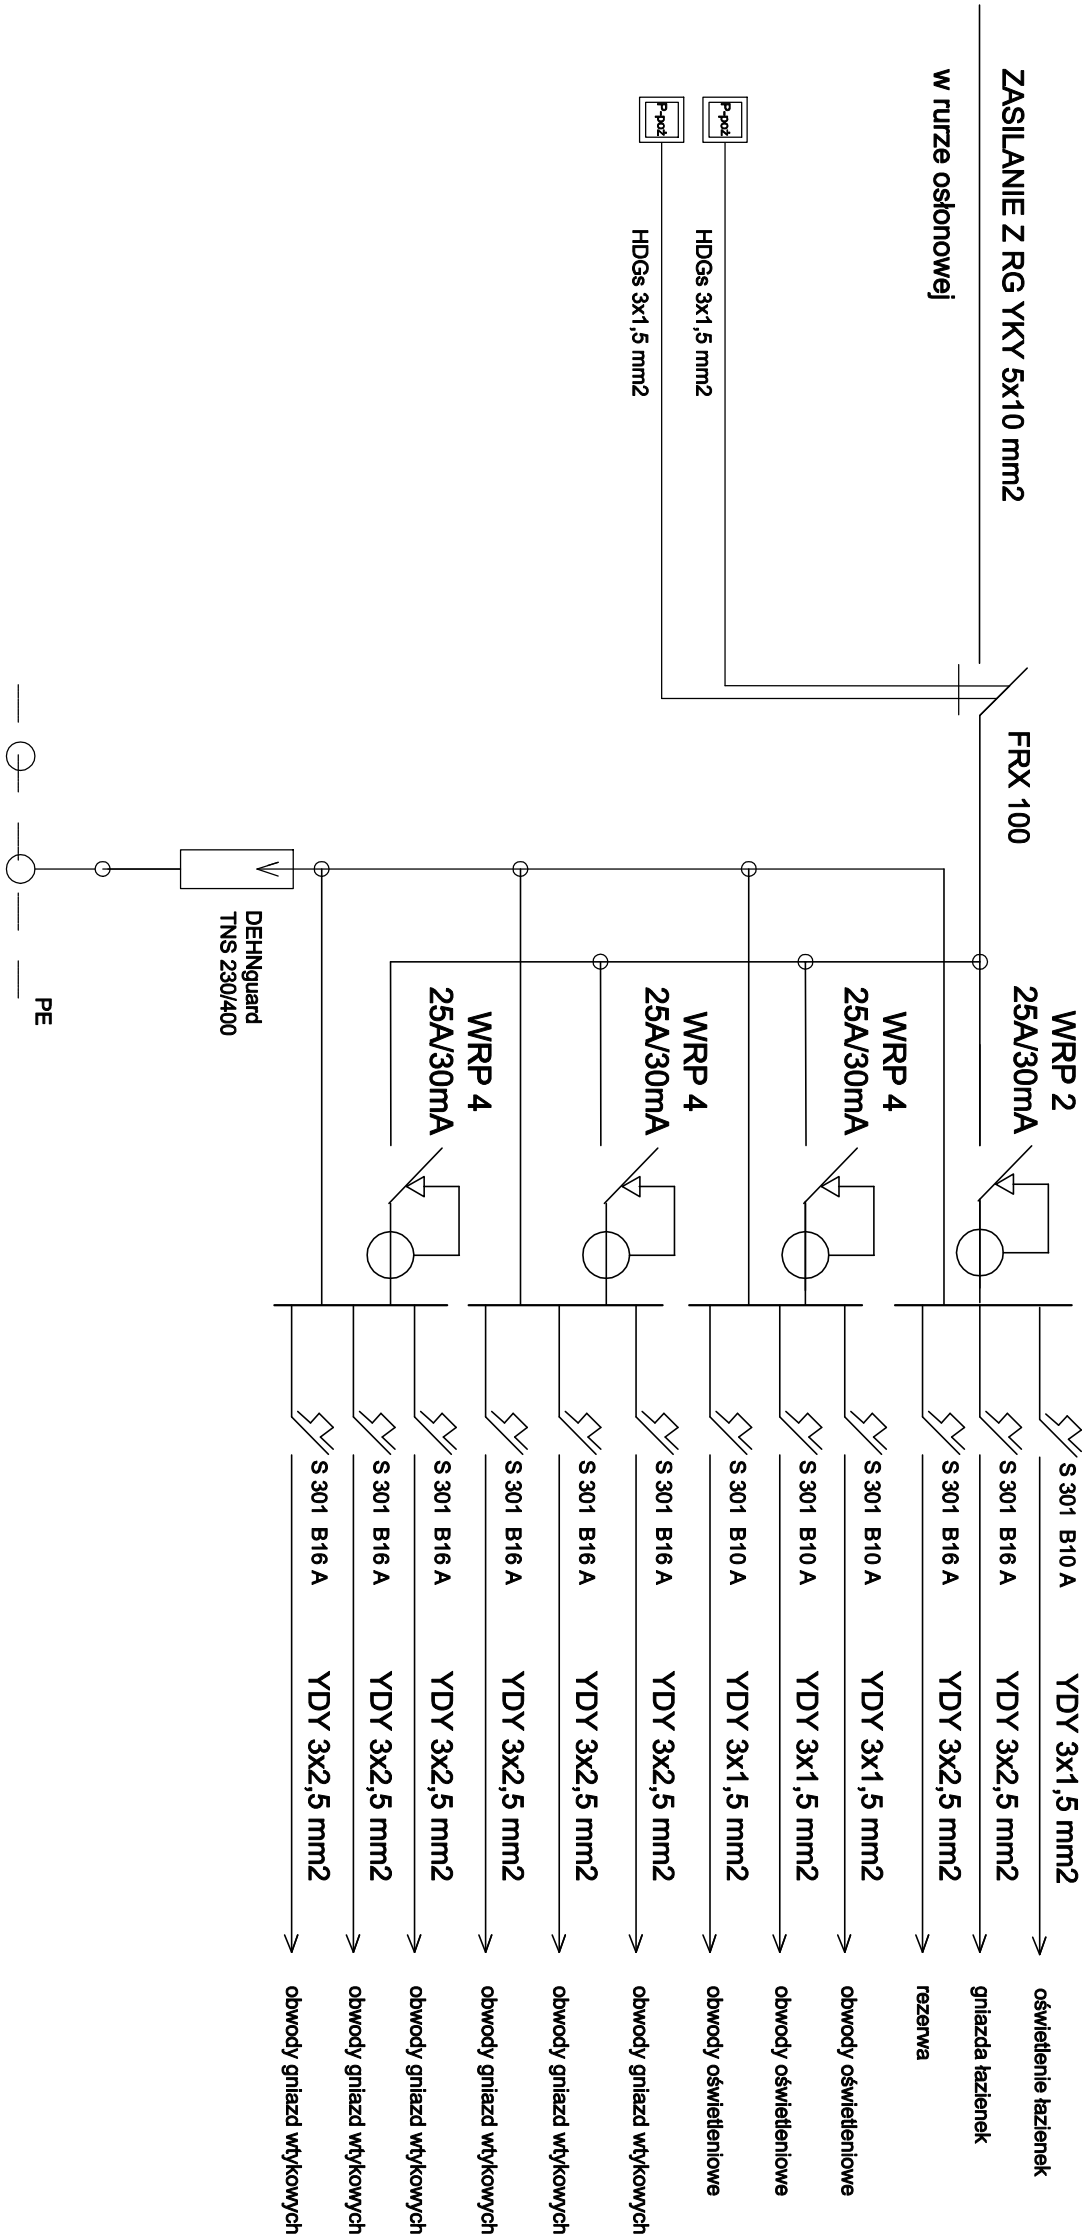 ZASILANIE Z RG YKY 5x10 mm2
w rurze osłonowej
P-poż
HDGs 3x1,5 mm2
P-poż
HDGs 3x1,5 mm2
FRX 100
WRP 2
25A/30mA
WRP 4
25A/30mA
WRP 4
25A/30mA
WRP 4
25A/30mA
DEHNguard
TNS 230/400
PE
S 301 B10 A YDY 3x1,5 mm2 oświetlenie łazienek
S 301 B16 A YDY 3x2,5 mm2 gniazda łazienek
S 301 B16 A YDY 3x2,5 mm2 rezerwa
S 301 B10 A YDY 3x1,5 mm2 obwody oświetleniowe
S 301 B10 A YDY 3x1,5 mm2 obwody oświetleniowe
S 301 B10 A YDY 3x1,5 mm2 obwody oświetleniowe
S 301 B16 A YDY 3x2,5 mm2 obwody gniazd wtykowych
S 301 B16 A YDY 3x2,5 mm2 obwody gniazd wtykowych
S 301 B16 A YDY 3x2,5 mm2 obwody gniazd wtykowych
S 301 B16 A YDY 3x2,5 mm2 obwody gniazd wtykowych
S 301 B16 A YDY 3x2,5 mm2 obwody gniazd wtykowych
S 301 B16 A YDY 3x2,5 mm2 obwody gniazd wtykowych